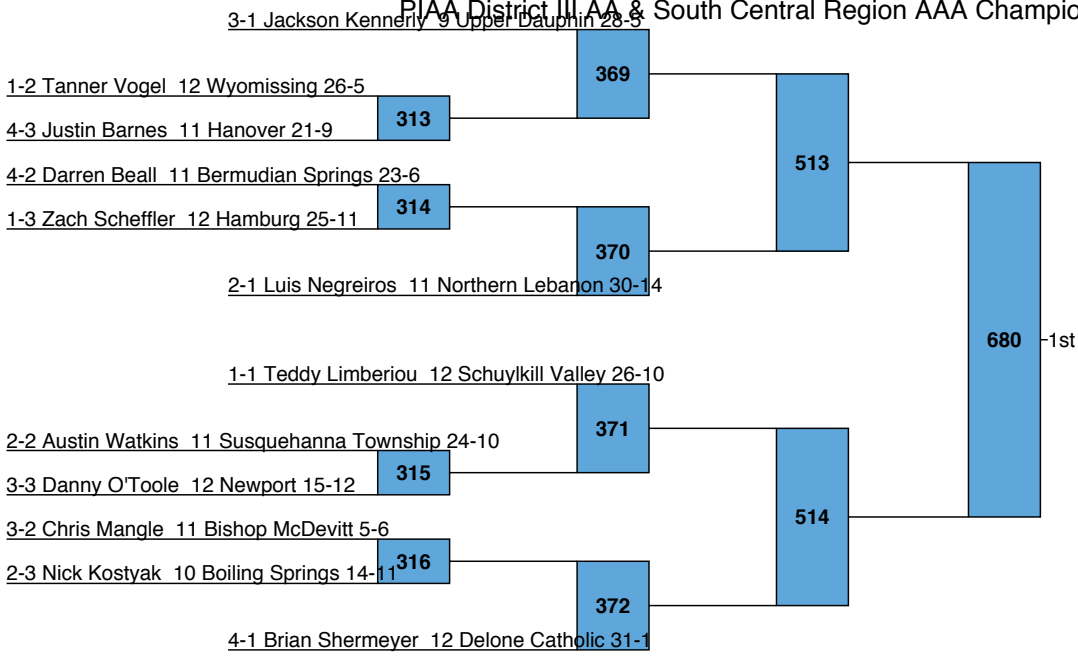 PIAA District III AA & South Central Region AAA Champio
3-1 Jackson Kennerly 9 Upper Dauphin 28-5
369
1-2 Tanner Vogel 12 Wyomissing 26-5
313
4-3 Justin Barnes 11 Hanover 21-9
513
4-2 Darren Beall 11 Bermudian Springs 23-6
314
1-3 Zach Scheffler 12 Hamburg 25-11
370
2-1 Luis Negreiros 11 Northern Lebanon 30-14
680
1st
1-1 Teddy Limberiou 12 Schuylkill Valley 26-10
371
2-2 Austin Watkins 11 Susquehanna Township 24-10
315
3-3 Danny O'Toole 12 Newport 15-12
514
3-2 Chris Mangle 11 Bishop McDevitt 5-6
316
2-3 Nick Kostyak 10 Boiling Springs 14-11
372
4-1 Brian Shermeyer 12 Delone Catholic 31-1